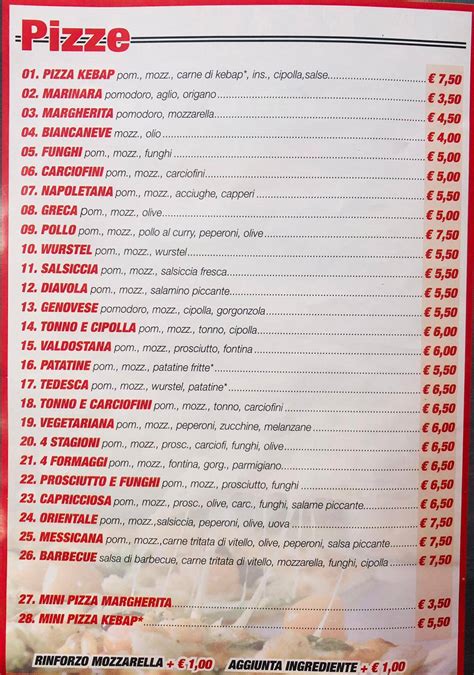 Pizze
01. PIZZA KEBAP pom., mozz., carne di kebap*, ins., cipolla,salse. € 7,50
02. MARINARA pomodoro, aglio, origano € 3,50
03. MARGHERITA pomodoro, mozzarella € 4,50
04. BIANCANEVE mozz., olio € 4,00
05. FUNGHI pom., mozz., funghi € 5,00
06. CARCIOFINI pom., mozz., carciofini € 5,00
07. NAPOLETANA pom., mozz., acciughe, capperi € 5,50
08. GRECA pom., mozz., olive € 5,00
09. POLLO pom., mozz., pollo al curry, peperoni, olive € 7,50
10. WURSTEL pom., mozz., wurstel € 5,50
11. SALSICCIA pom., mozz., salsiccia fresca € 5,50
12. DIAVOLA pom., mozz., salamino piccante € 5,50
13. GENOVESE pomodoro, mozz., cipolla, gorgonzola € 5,50
14. TONNO E CIPOLLA pom., mozz., tonno, cipolla € 6,00
15. VALDOSTANA pom., mozz., prosciutto, fontina € 6,00
16. PATATINE pom., mozz., patatine fritte* € 5,50
17. TEDESCA pom., mozz., wurstel, patatine* € 6,50
18. TONNO E CARCIOFINI pom., mozz., tonno, carciofini € 6,50
19. VEGETARIANA pom., mozz., peperoni, zucchine, melanzane € 6,00
20. 4 STAGIONI pom., mozz., prosc., carciofi, funghi, olive € 6,50
21. 4 FORMAGGI pom., mozz., fontina, gorg., parmigiano. € 6,50
22. PROSCIUTTO E FUNGHI pom., mozz., prosciutto, funghi € 6,50
23. CAPRICCIOSA pom., mozz., prosc., olive, carc., funghi, salame piccante € 6,50
24. ORIENTALE pom., mozz.,salsiccia, peperoni, olive, uova € 7,50
25. MESSICANA pom., mozz.,carne tritata di vitello, olive, peperoni, salsa piccante € 7,50
26. BARBECUE salsa di barbecue, carne tritata di vitello, mozzarella, funghi, cipolla € 7,50
27. MINI PIZZA MARGHERITA € 3,50
28. MINI PIZZA KEBAP* € 5,50
RINFORZO MOZZARELLA + € 1,00 AGGIUNTA INGREDIENTE + € 1,00